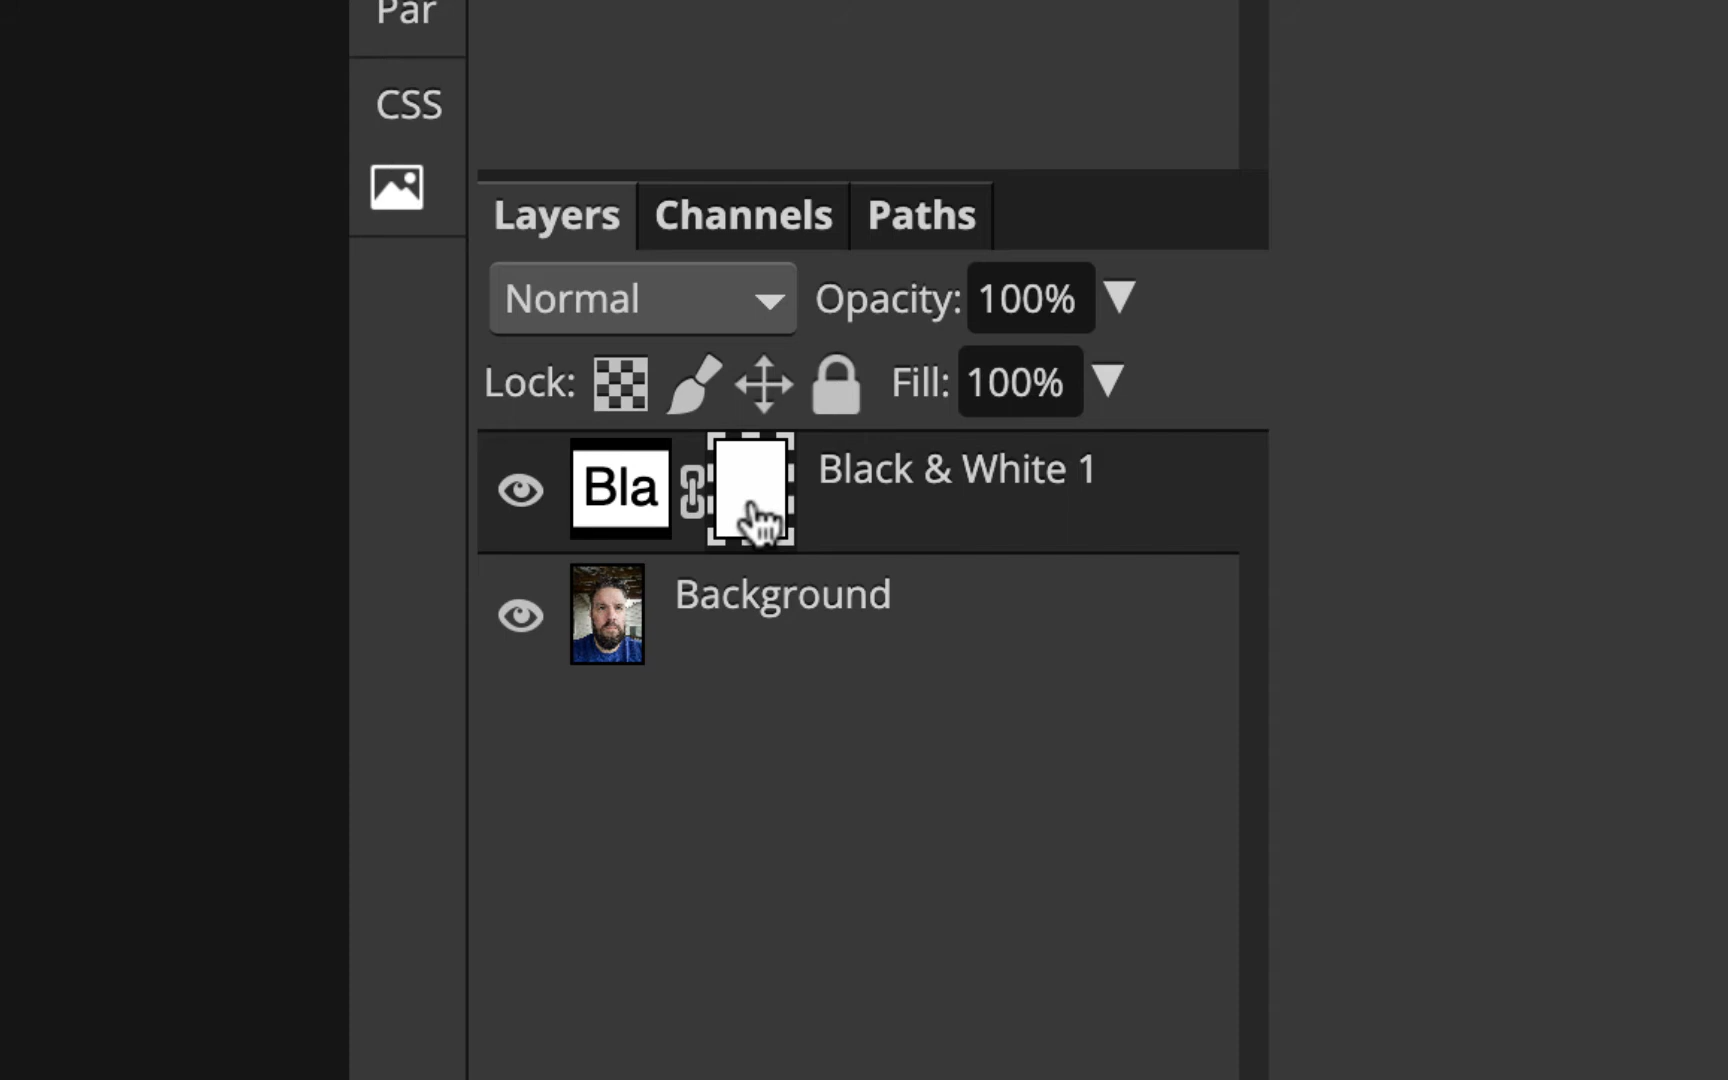 Par
CSS
Layers Channels Paths
Normal Opacity: 100%
Lock: Fill: 100%
Bla Black & White 1
Background